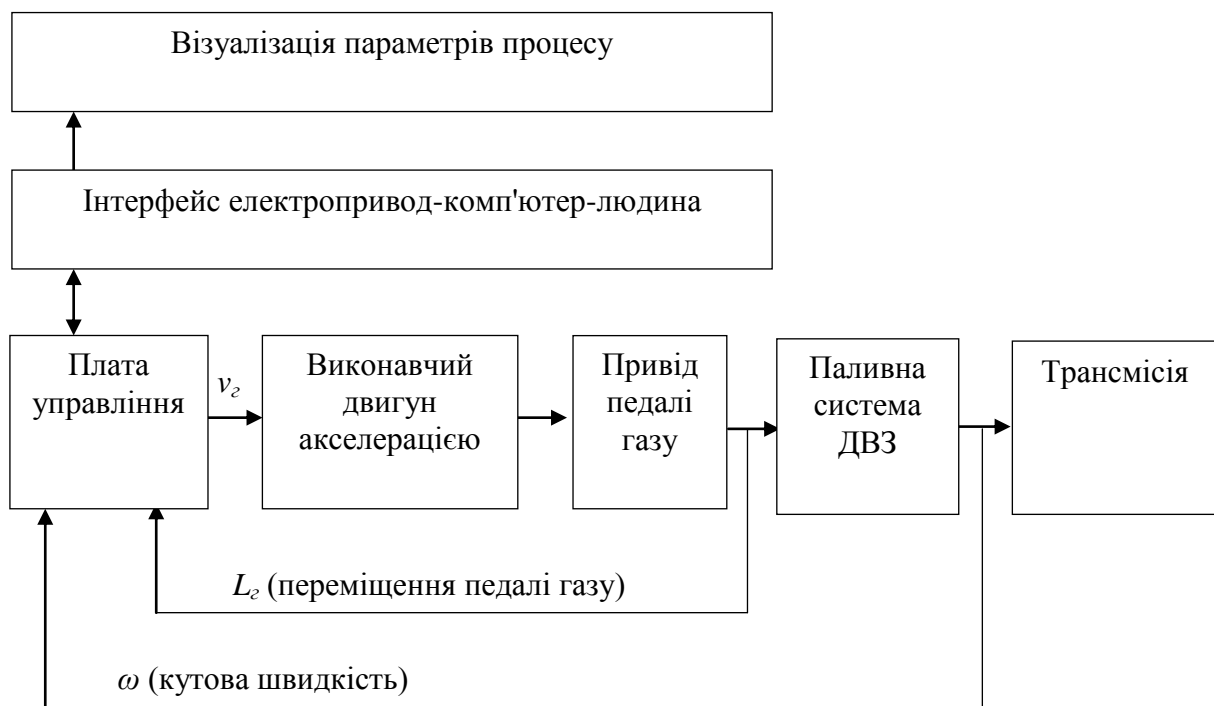 Візуалізація параметрів процесу
Інтерфейс електропривод-комп'ютер-людина
Плата
управління
vг
Виконавчий
двигун
акселерацією
Привід
педалі
газу
Паливна
система
ДВЗ
Трансмісія
Lг (переміщення педалі газу)
ω (кутова швидкість)